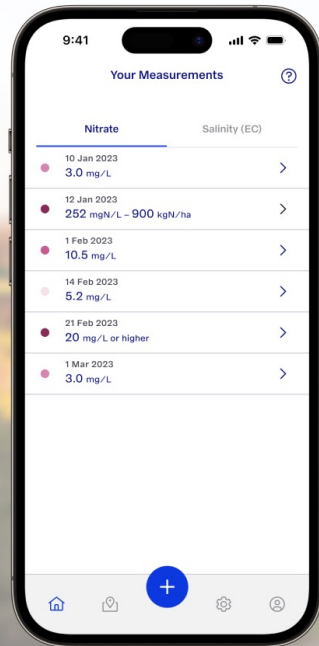 9:41
Your Measurements
?
Nitrate
Salinity (EC)
10 Jan 2023
3.0 mg/L
12 Jan 2023
252 mgN/L – 900 kgN/ha
1 Feb 2023
10.5 mg/L
14 Feb 2023
5.2 mg/L
21 Feb 2023
20 mg/L or higher
1 Mar 2023
3.0 mg/L